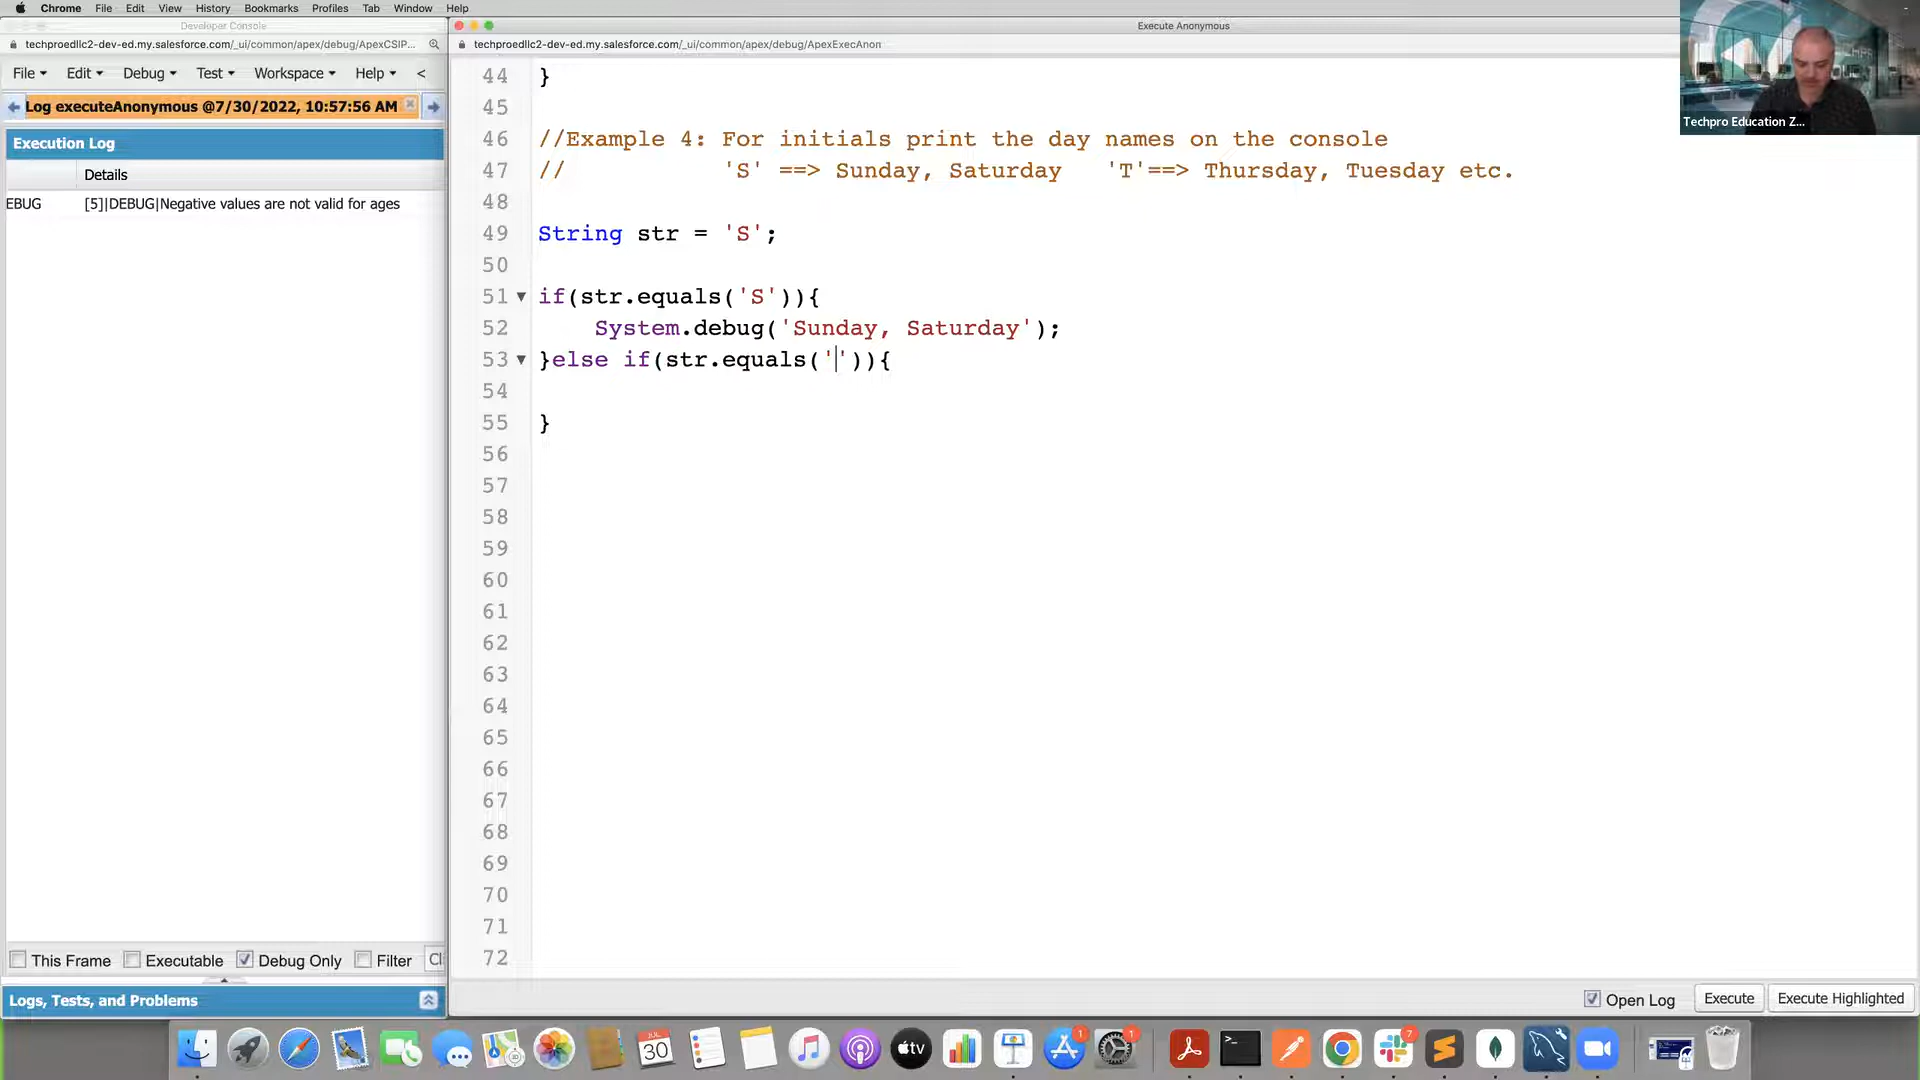 Chrome File Edit View History Bookmarks Profiles Tab Window Help
Developer Console
techproedllc2-dev-ed.my.salesforce.com/_ui/common/apex/debug/ApexCSIP...
File Edit Debug Test Workspace Help <
Log executeAnonymous @7/30/2022, 10:57:56 AM
Execution Log
Details
EBUG [5]|DEBUG|Negative values are not valid for ages
This Frame Executable Debug Only Filter Cl
Logs, Tests, and Problems
Execute Anonymous
techproedllc2-dev-ed.my.salesforce.com/_ui/common/apex/debug/ApexExecAnon
44 }
45
46 //Example 4: For initials print the day names on the console
47 // 'S' ==> Sunday, Saturday 'T'==> Thursday, Tuesday etc.
48
49 String str = 'S';
50
51 if(str.equals('S')){
52 System.debug('Sunday, Saturday');
53 }else if(str.equals('')){
54
55 }
56
57
58
59
60
61
62
63
64
65
66
67
68
69
70
71
72
Open Log Execute Execute Highlighted
Techpro Education Z...
JUL
30
tv
1
1
7